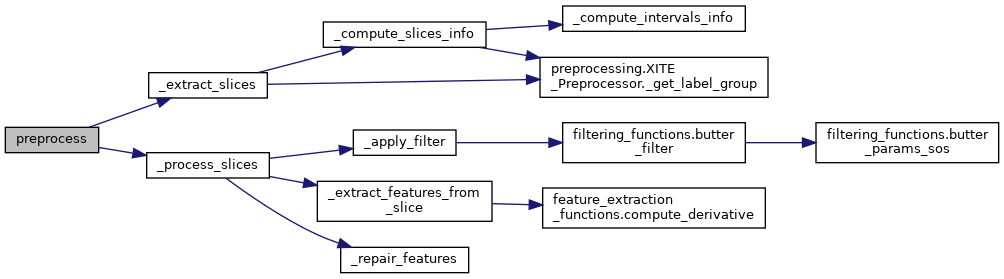 preprocess
_extract_slices
_compute_slices_info
_compute_intervals_info
preprocessing.XITE
_Preprocessor._get_label_group
_process_slices
_apply_filter
filtering_functions.butter
_filter
filtering_functions.butter
_params_sos
_extract_features_from
_slice
feature_extraction
_functions.compute_derivative
_repair_features